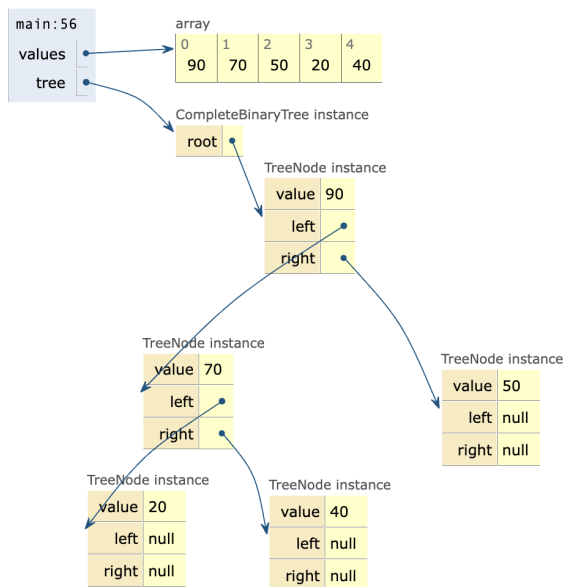 main:56
values
tree
array
0 1 2 3 4
90 70 50 20 40
CompleteBinaryTree instance
root
TreeNode instance
value 90
left
right
TreeNode instance
value 70
left
right
TreeNode instance
value 50
left null
right null
TreeNode instance
value 20
left null
right null
TreeNode instance
value 40
left null
right null